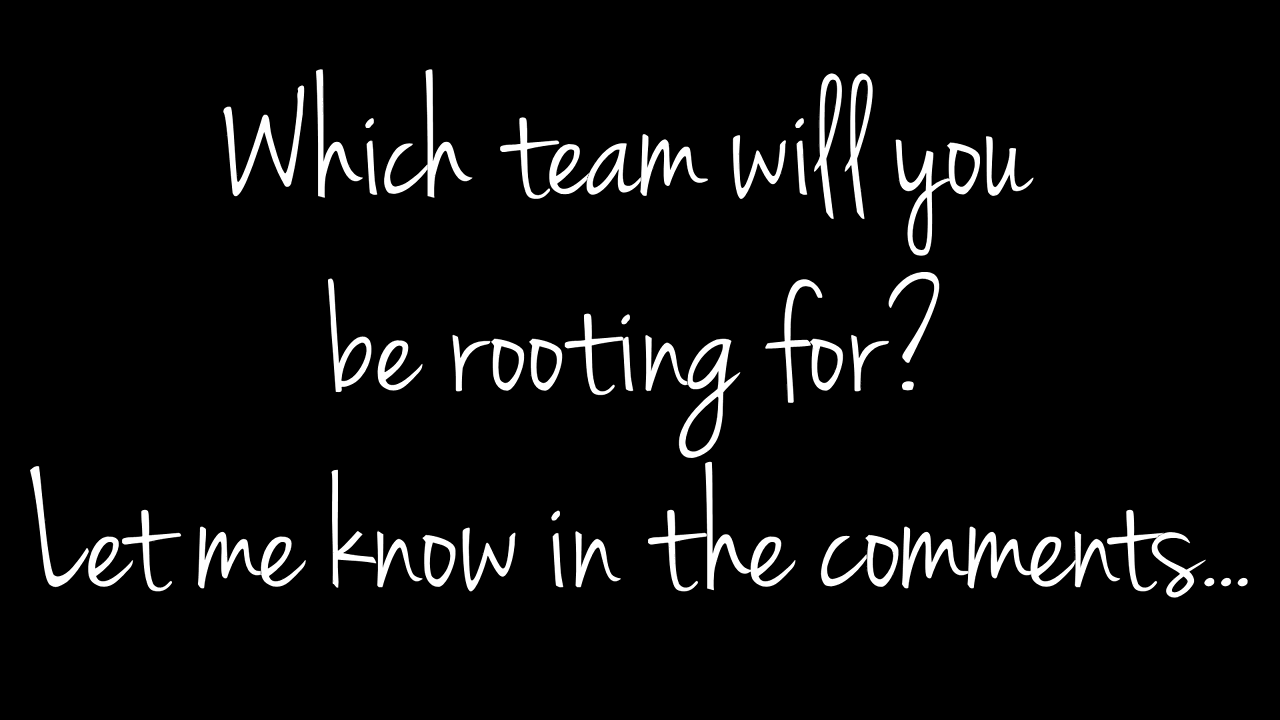 Which team will you
be rooting for?
Let me know in the comments...